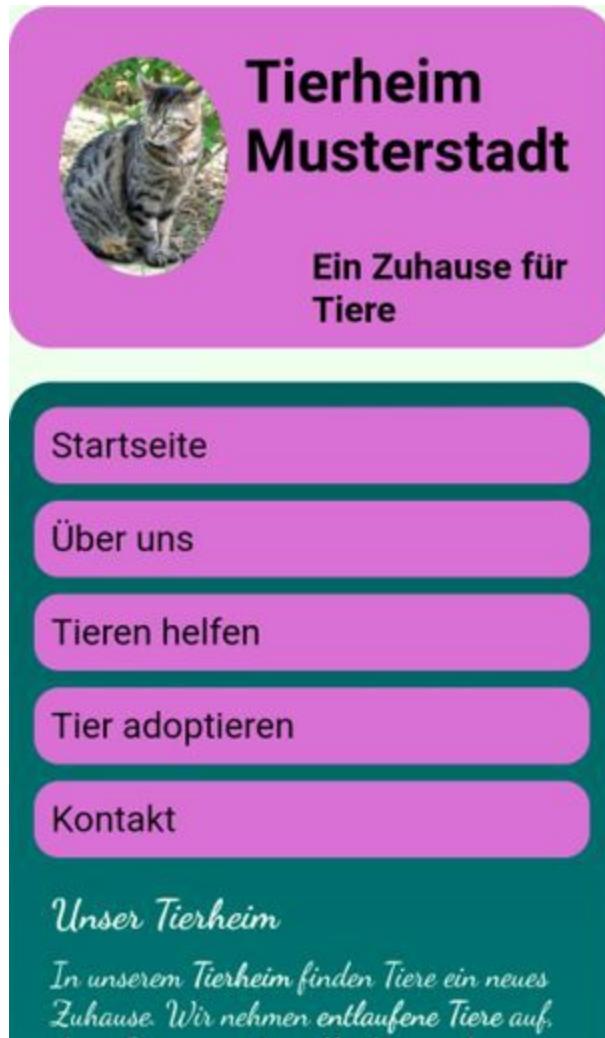 Tierheim
Musterstadt
Ein Zuhause für
Tiere
Startseite
Über uns
Tieren helfen
Tier adoptieren
Kontakt
Unser Tierheim
In unserem Tierheim finden Tiere ein neues
Zuhause. Wir nehmen entlaufene Tiere auf,